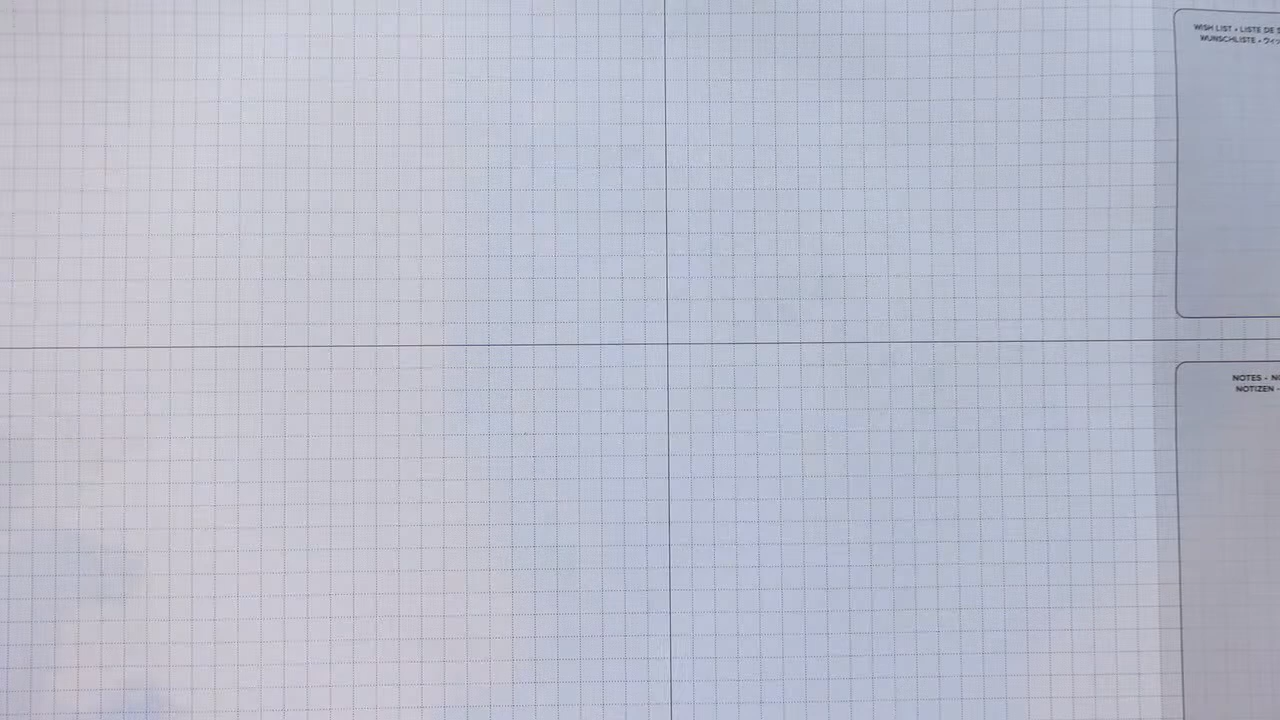 WISH LIST • LISTE DE
WUNSCHLISTE •
NOTES •
NOTIZEN •